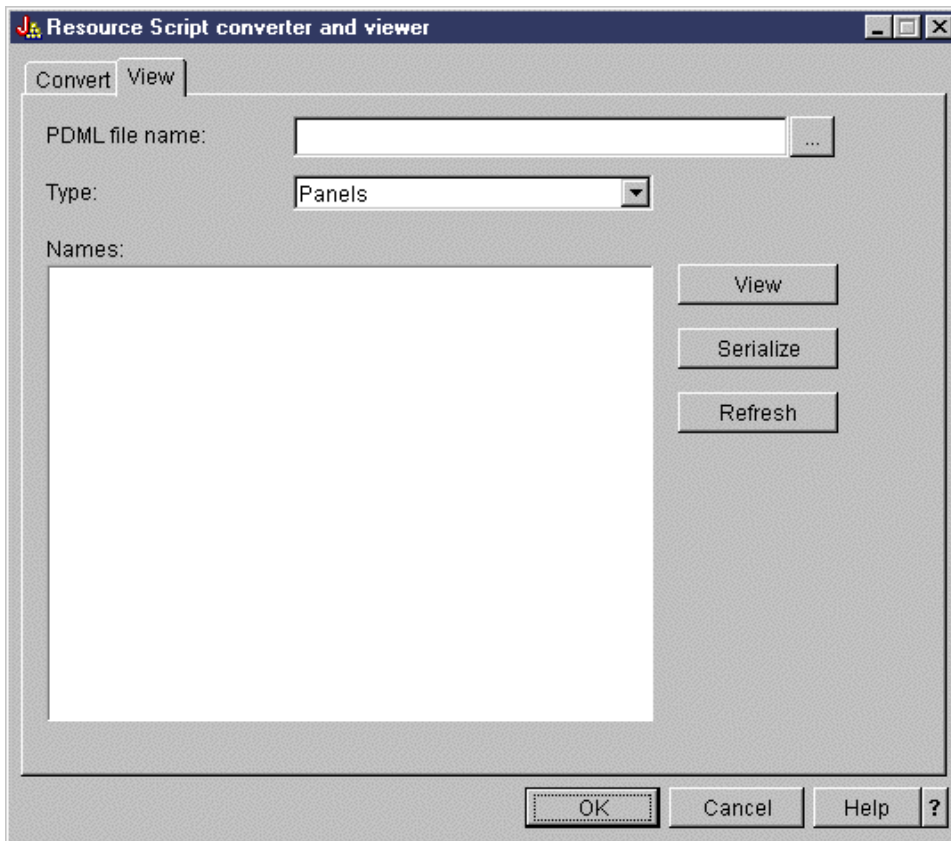 Resource Script converter and viewer
Convert View
PDML file name:
...
Type:
Panels
Names:
View
Serialize
Refresh
OK Cancel Help ?